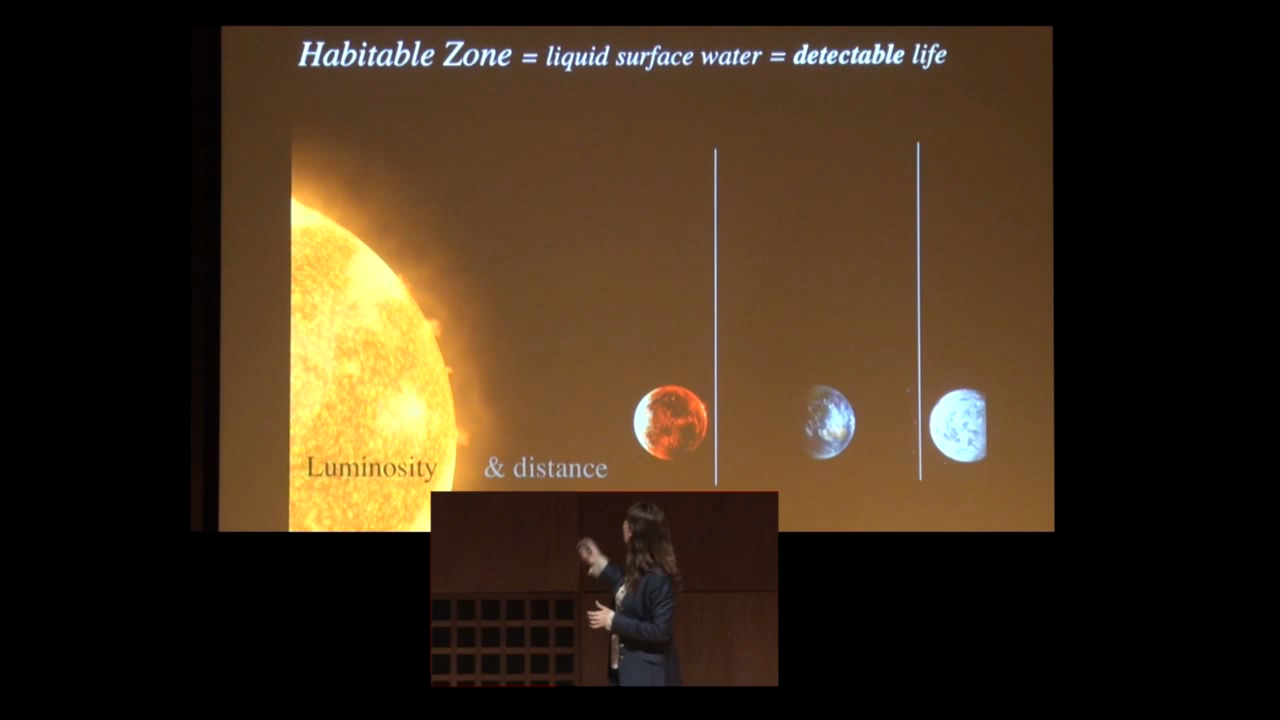 Habitable Zone = liquid surface water = detectable life
Luminosity & distance